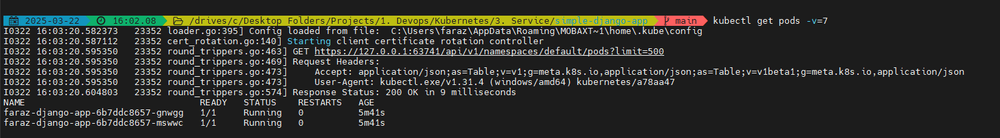 2025-03-22 16:02.08 /drives/c/Desktop Folders/Projects/1. Devops/Kubernetes/3. Service/simple-django-app main kubectl get pods -v=7
I0322 16:03:20.582373   23352 loader.go:395] Config loaded from file:  C:\Users\faraz\AppData\Roaming\MOBAXT~1\home\.kube\config
I0322 16:03:20.587112   23352 cert_rotation.go:140] Starting client certificate rotation controller
I0322 16:03:20.595350   23352 round_trippers.go:463] GET https://127.0.0.1:63741/api/v1/namespaces/default/pods?limit=500
I0322 16:03:20.595350   23352 round_trippers.go:469] Request Headers:
I0322 16:03:20.595350   23352 round_trippers.go:473]     Accept: application/json;as=Table;v=v1;g=meta.k8s.io,application/json;as=Table;v=v1beta1;g=meta.k8s.io,application/json
I0322 16:03:20.595350   23352 round_trippers.go:473]     User-Agent: kubectl.exe/v1.31.4 (windows/amd64) kubernetes/a78aa47
I0322 16:03:20.604803   23352 round_trippers.go:574] Response Status: 200 OK in 9 milliseconds
NAME                                READY   STATUS    RESTARTS   AGE
faraz-django-app-6b7ddc8657-gnwgg   1/1     Running   0          5m41s
faraz-django-app-6b7ddc8657-mswwc   1/1     Running   0          5m41s